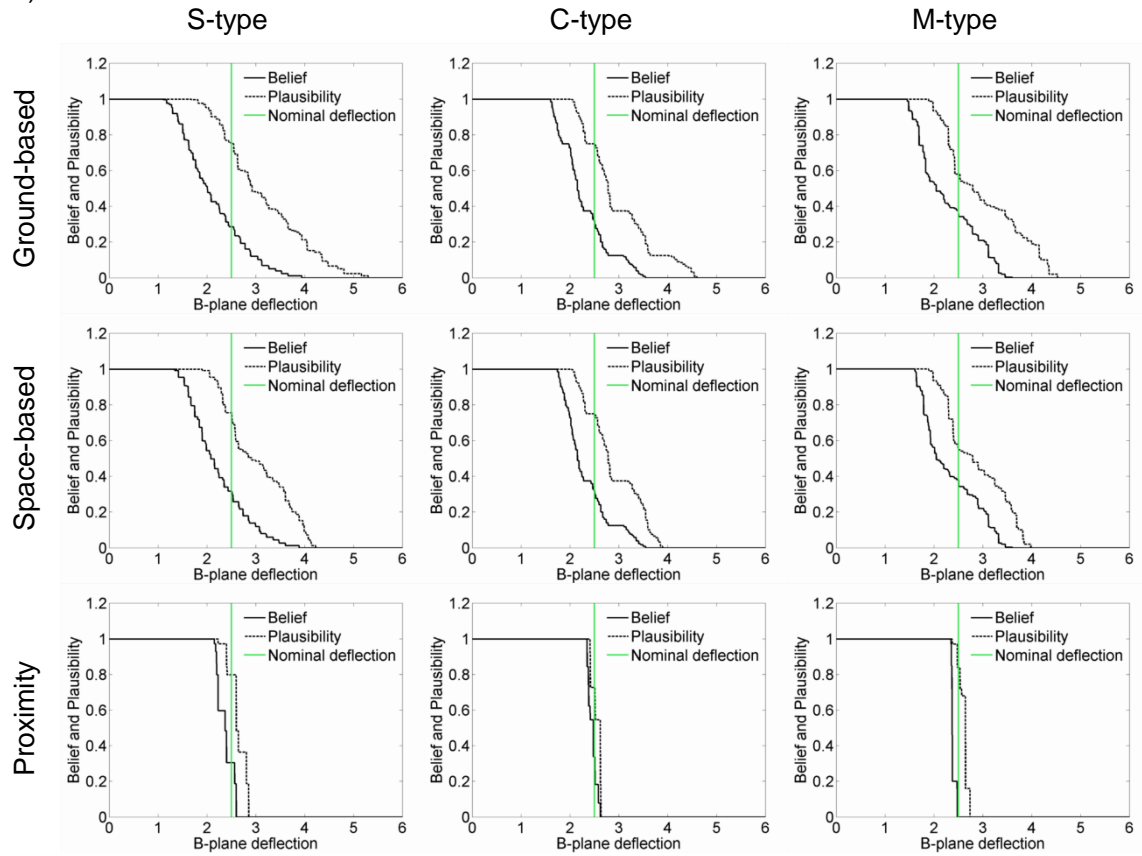 )
S-type C-type M-type
Ground-based
1.2 1 0.8 0.6 0.4 0.2 0
Belief and Plausibility
Belief
Plausibility
Nominal deflection
0 1 2 3 4 5 6
B-plane deflection
1.2 1 0.8 0.6 0.4 0.2 0
Belief and Plausibility
Belief
Plausibility
Nominal deflection
0 1 2 3 4 5 6
B-plane deflection
1.2 1 0.8 0.6 0.4 0.2 0
Belief and Plausibility
Belief
Plausibility
Nominal deflection
0 1 2 3 4 5 6
B-plane deflection
Space-based
1.2 1 0.8 0.6 0.4 0.2 0
Belief and Plausibility
Belief
Plausibility
Nominal deflection
0 1 2 3 4 5 6
B-plane deflection
1.2 1 0.8 0.6 0.4 0.2 0
Belief and Plausibility
Belief
Plausibility
Nominal deflection
0 1 2 3 4 5 6
B-plane deflection
1.2 1 0.8 0.6 0.4 0.2 0
Belief and Plausibility
Belief
Plausibility
Nominal deflection
0 1 2 3 4 5 6
B-plane deflection
Proximity
1.2 1 0.8 0.6 0.4 0.2 0
Belief and Plausibility
Belief
Plausibility
Nominal deflection
0 1 2 3 4 5 6
B-plane deflection
1.2 1 0.8 0.6 0.4 0.2 0
Belief and Plausibility
Belief
Plausibility
Nominal deflection
0 1 2 3 4 5 6
B-plane deflection
1.2 1 0.8 0.6 0.4 0.2 0
Belief and Plausibility
Belief
Plausibility
Nominal deflection
0 1 2 3 4 5 6
B-plane deflection